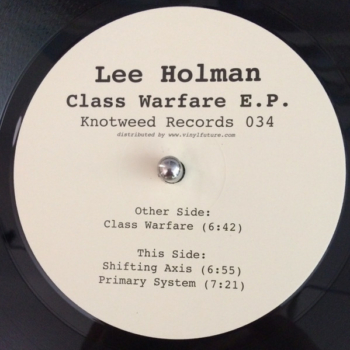 Lee Holman
Class Warfare E.P.
Knotweed Records 034
distributed by www.vinylfuture.com
Other Side:
Class Warfare (6:42)
This Side:
Shifting Axis (6:55)
Primary System (7:21)